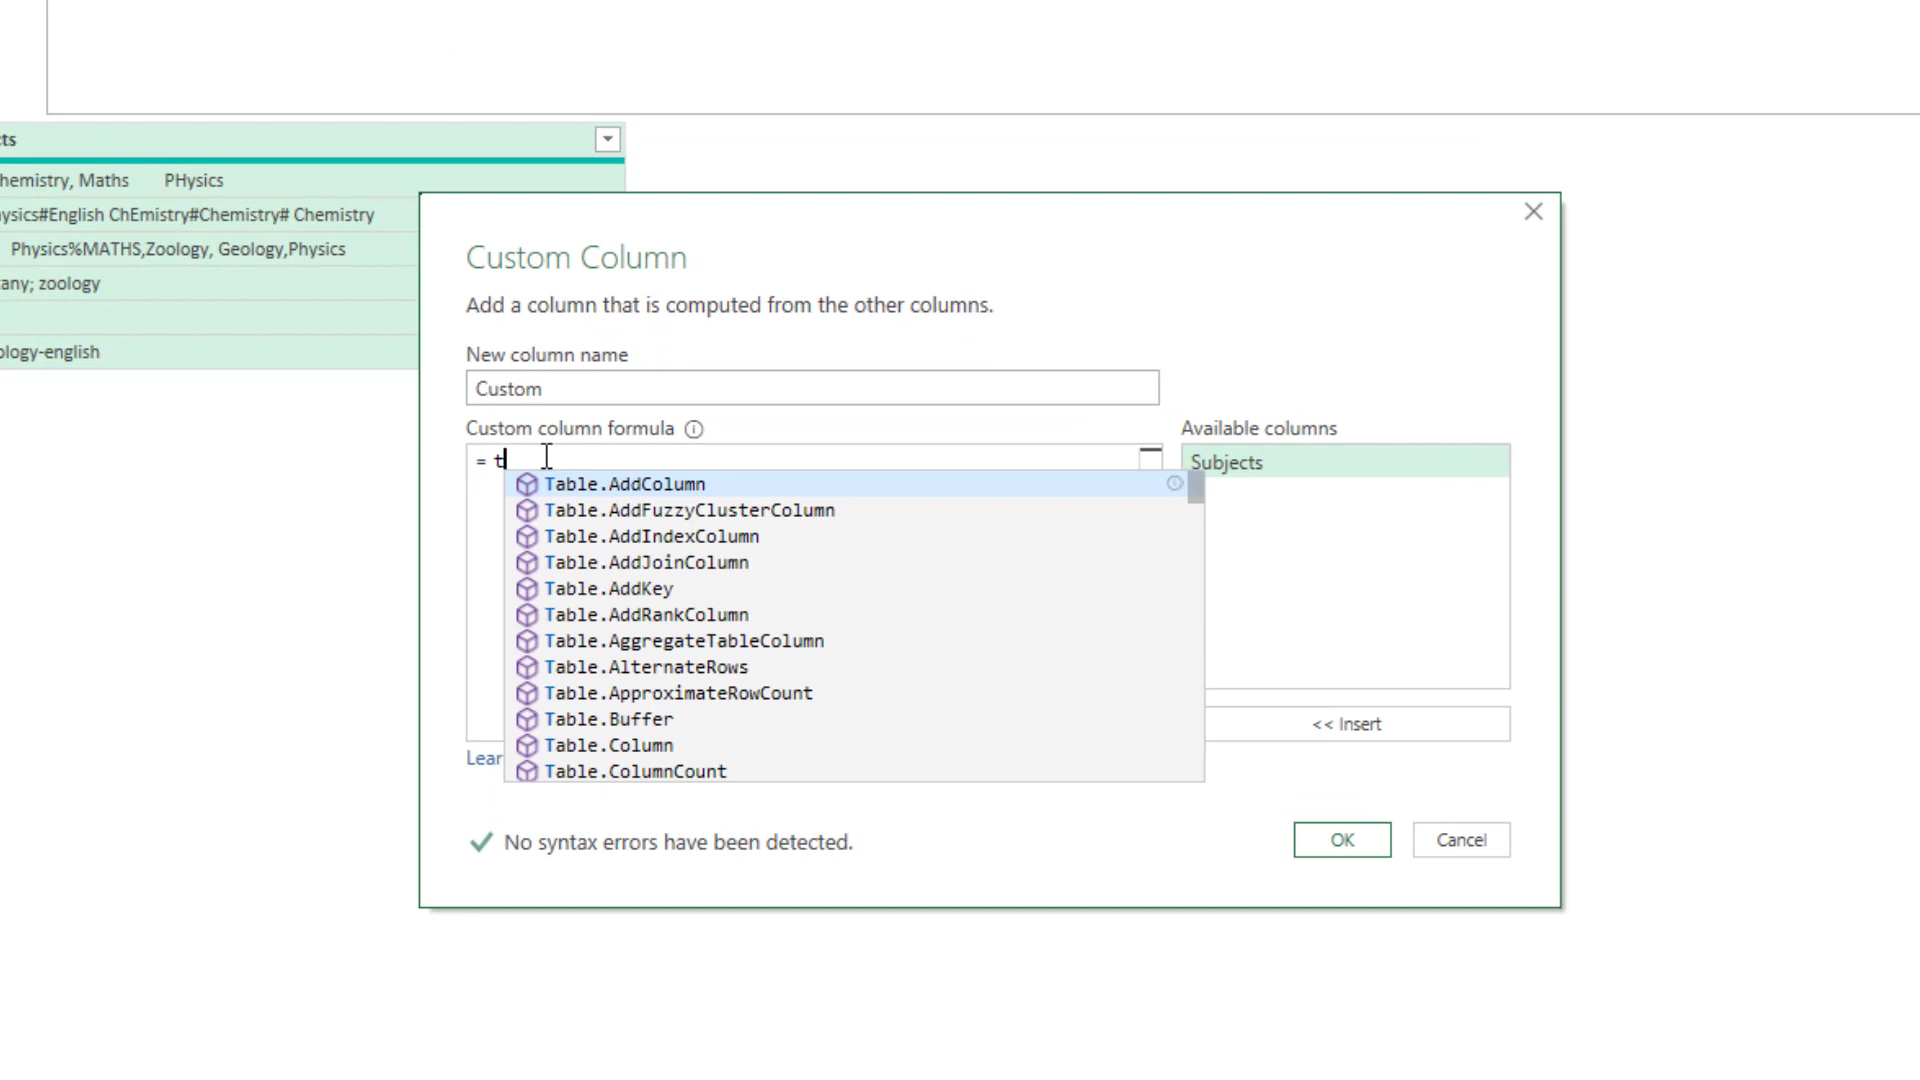 cts
hemistry, Maths PHysics
ysics#English ChEmistry#Chemistry# Chemistry
Physics%MATHS,Zoology, Geology,Physics
tany; zoology
ology-english
Custom Column
Add a column that is computed from the other columns.
New column name
Custom
Custom column formula
Available columns
= t
Subjects
Table.AddColumn
Table.AddFuzzyClusterColumn
Table.AddIndexColumn
Table.AddJoinColumn
Table.AddKey
Table.AddRankColumn
Table.AggregateTableColumn
Table.AlternateRows
Table.ApproximateRowCount
Table.Buffer
Table.Column
Table.ColumnCount
<< Insert
Lear
No syntax errors have been detected.
OK
Cancel